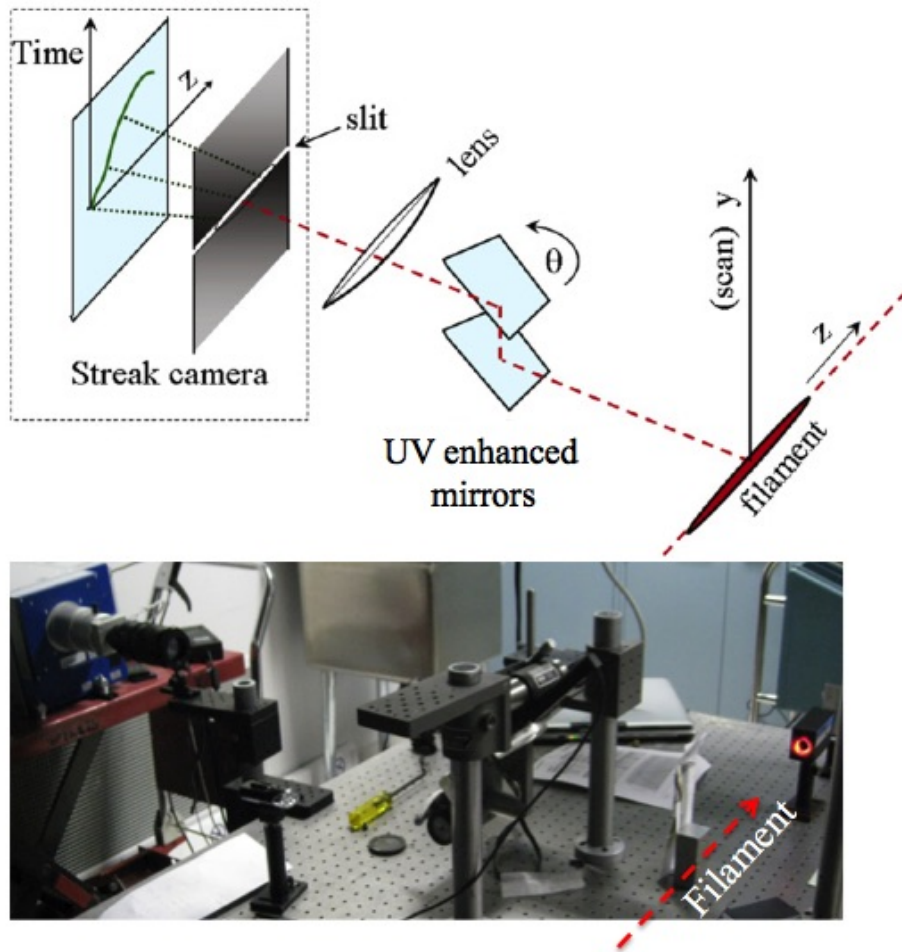 Time
z
slit
lens
Streak camera
θ
(scan) y
z
filament
UV enhanced
mirrors
Filament